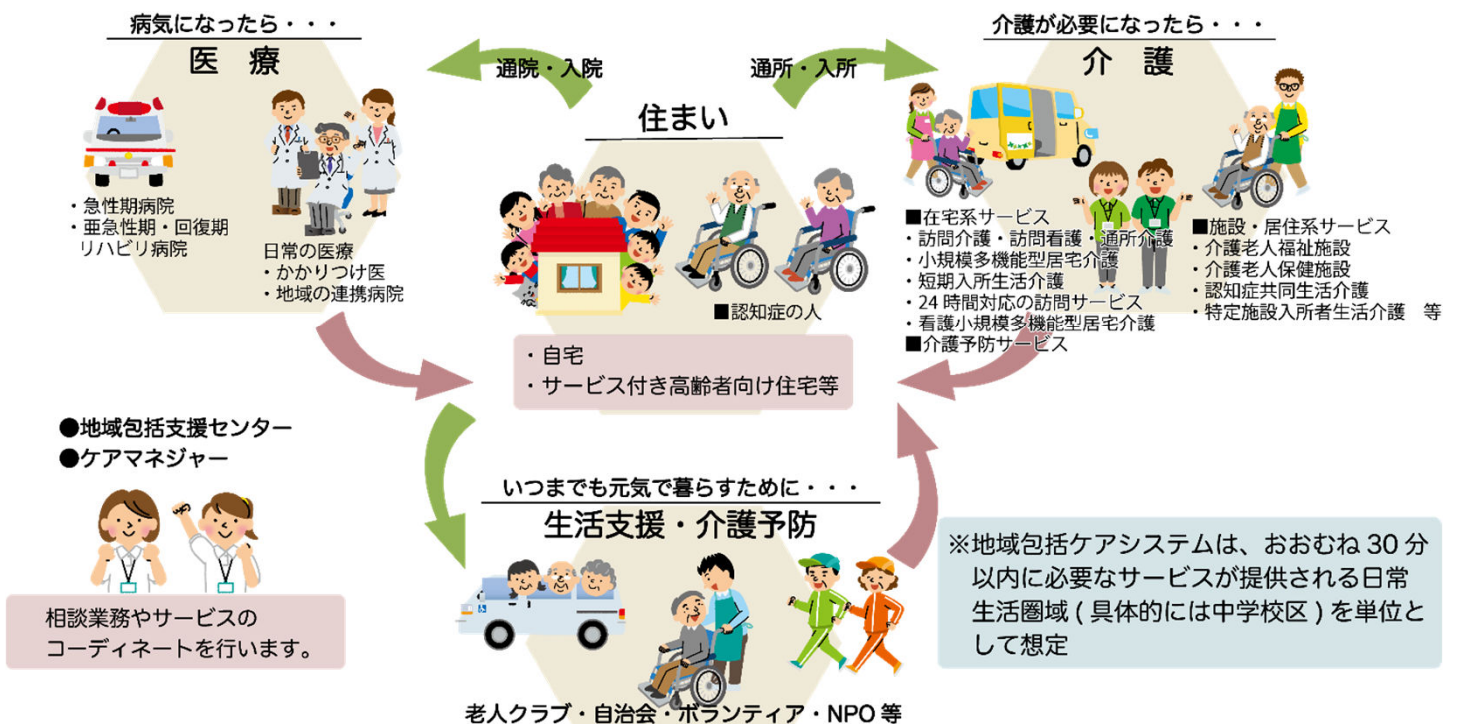 病気になったら・・・
医　療
通院・入院
・急性期病院
・亜急性期・回復期
リハビリ病院
日常の医療
・かかりつけ医
・地域の連携病院
住まい
■認知症の人
・自宅
・サービス付き高齢者向け住宅等
通所・入所
介護が必要になったら・・・
介　護
■在宅系サービス
・訪問介護・訪問看護・通所介護
・小規模多機能型居宅介護
・短期入所生活介護
・24 時間対応の訪問サービス
・看護小規模多機能型居宅介護
■介護予防サービス
■施設・居住系サービス
・介護老人福祉施設
・介護老人保健施設
・認知症共同生活介護
・特定施設入所者生活介護　等
●地域包括支援センター
●ケアマネジャー
相談業務やサービスの
コーディネートを行います。
いつまでも元気で暮らすために・・・
生活支援・介護予防
老人クラブ・自治会・ボランティア・NPO 等
※地域包括ケアシステムは、おおむね 30 分
以内に必要なサービスが提供される日常
生活圏域 ( 具体的には中学校区 ) を単位と
して想定